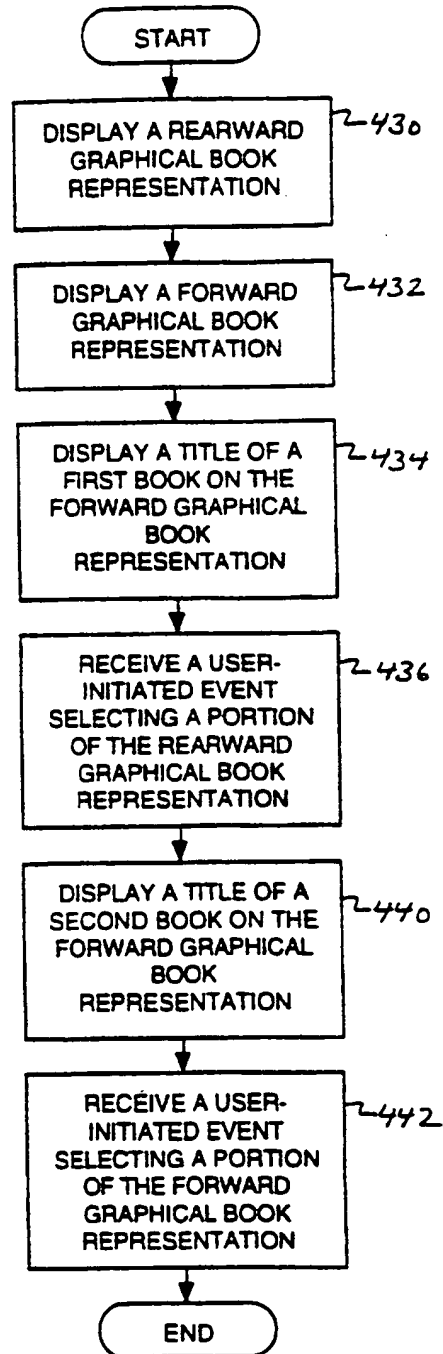 START
DISPLAY A REARWARD
GRAPHICAL BOOK
REPRESENTATION
430
DISPLAY A FORWARD
GRAPHICAL BOOK
REPRESENTATION
432
DISPLAY A TITLE OF A
FIRST BOOK ON THE
FORWARD GRAPHICAL
BOOK
REPRESENTATION
434
RECEIVE A USER-
INITIATED EVENT
SELECTING A PORTION
OF THE REARWARD
GRAPHICAL BOOK
REPRESENTATION
436
DISPLAY A TITLE OF A
SECOND BOOK ON THE
FORWARD GRAPHICAL
BOOK
REPRESENTATION
440
RECEIVE A USER-
INITIATED EVENT
SELECTING A PORTION
OF THE FORWARD
GRAPHICAL BOOK
REPRESENTATION
442
END